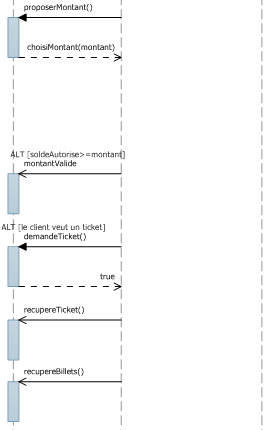 proposerMontant()
choisiMontant(montant)
ALT [soldeAutorise>=montant]
montantValide
ALT [le client veut un ticket]
demandeTicket()
true
recupereTicket()
recupereBillets()